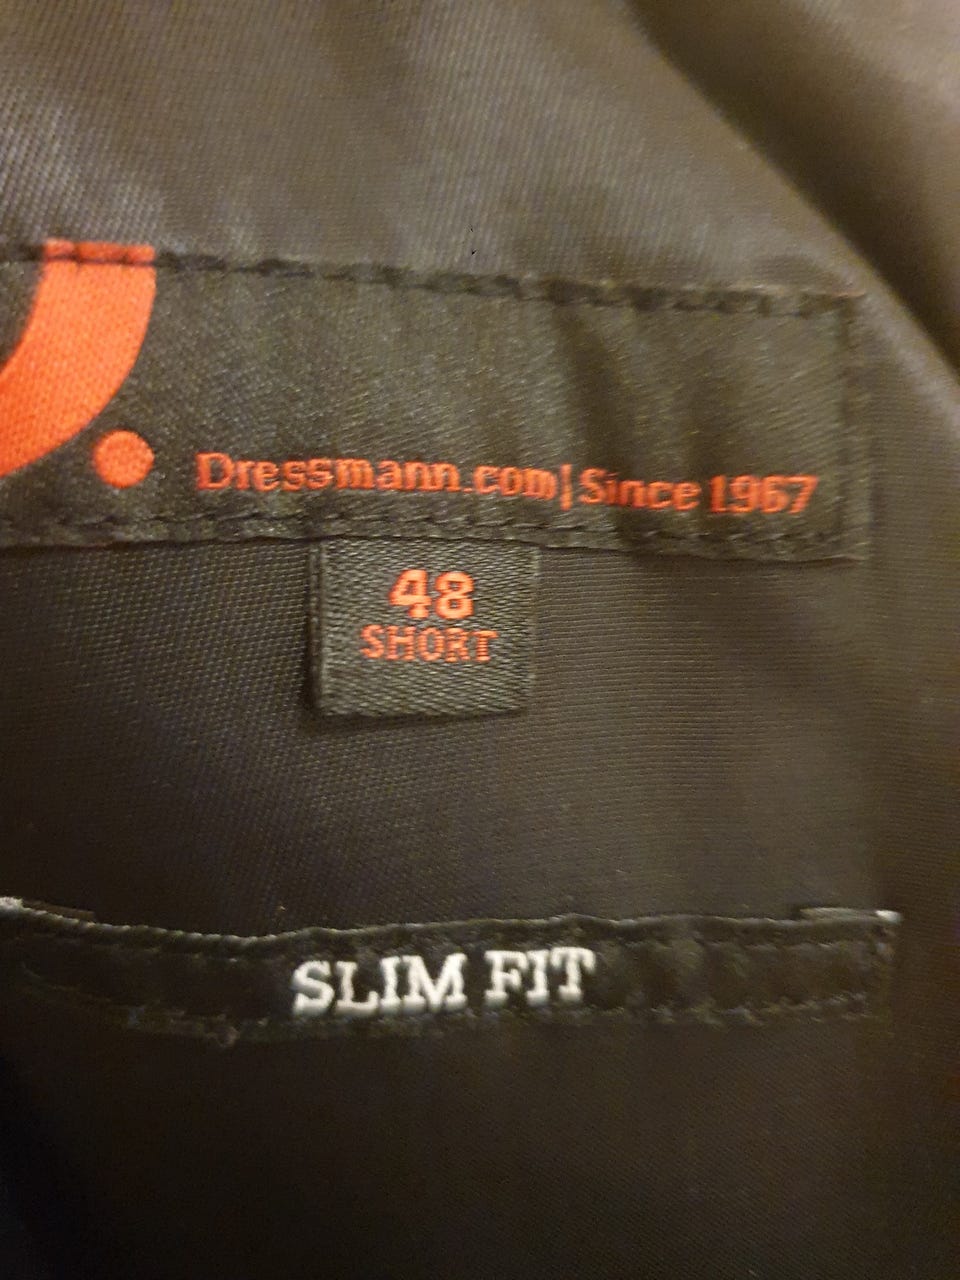 Dressmann.com|Since 1967
48
SHORT
SLIM FIT